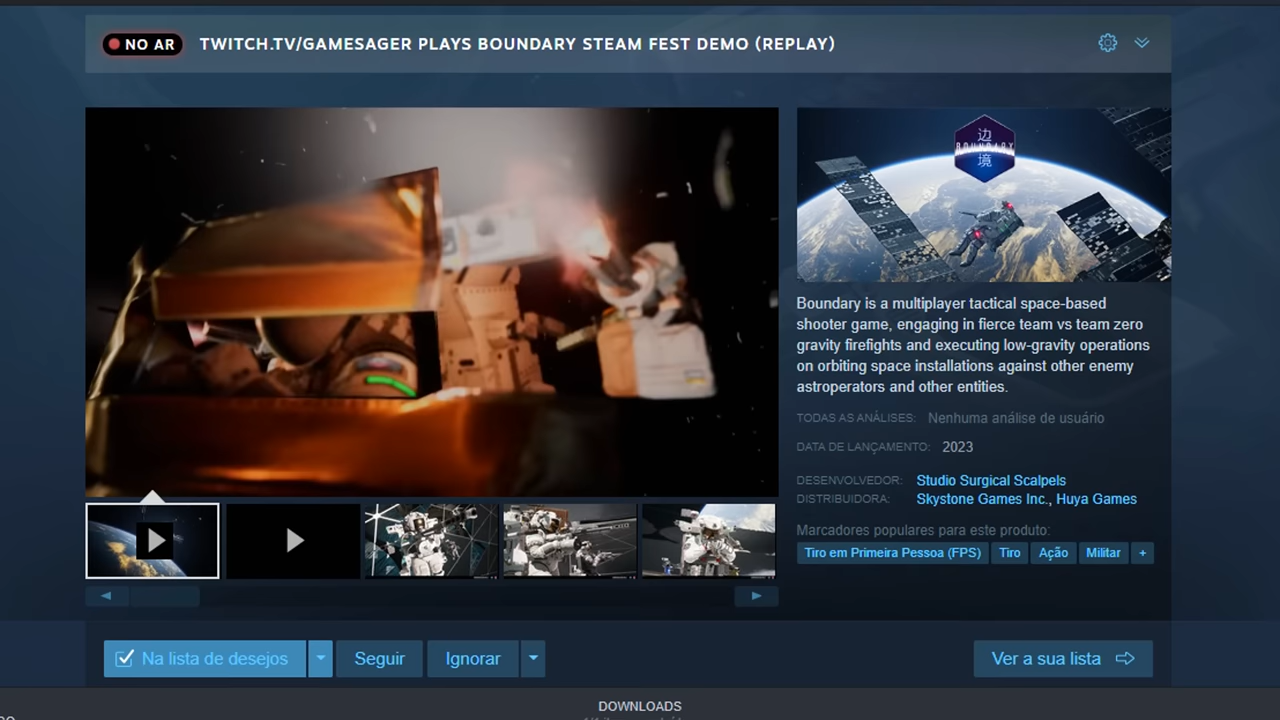 NO AR
TWITCH.TV/GAMESAGER PLAYS BOUNDARY STEAM FEST DEMO (REPLAY)
边
BOUNDARY
境
Boundary is a multiplayer tactical space-based
shooter game, engaging in fierce team vs team zero
gravity firefights and executing low-gravity operations
on orbiting space installations against other enemy
astroperators and other entities.
TODAS AS ANÁLISES: Nenhuma análise de usuário
DATA DE LANÇAMENTO: 2023
DESENVOLVEDOR: Studio Surgical Scalpels
DISTRIBUIDORA: Skystone Games Inc., Huya Games
Marcadores populares para este produto:
Tiro em Primeira Pessoa (FPS) Tiro Ação Militar +
Na lista de desejos Seguir Ignorar Ver a sua lista
DOWNLOADS